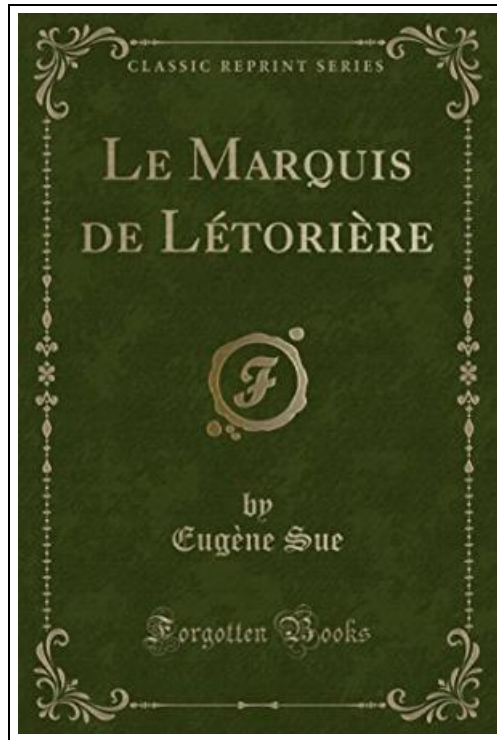 CLASSIC REPRINT SERIES
LE MARQUIS
DE LÉTORIÈRE
F
by
Eugène Sue
Forgotten Books